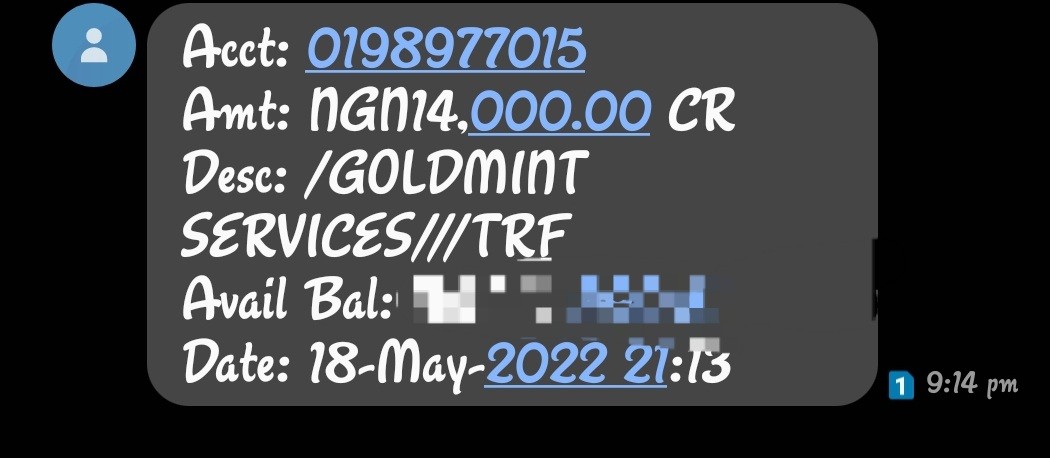 Acct: 0198977015
Amt: NGN14,000.00 CR
Desc: /GOLDMINT
SERVICES///TRF
Avail Bal:
Date: 18-May-2022 21:13
1 9:14 pm